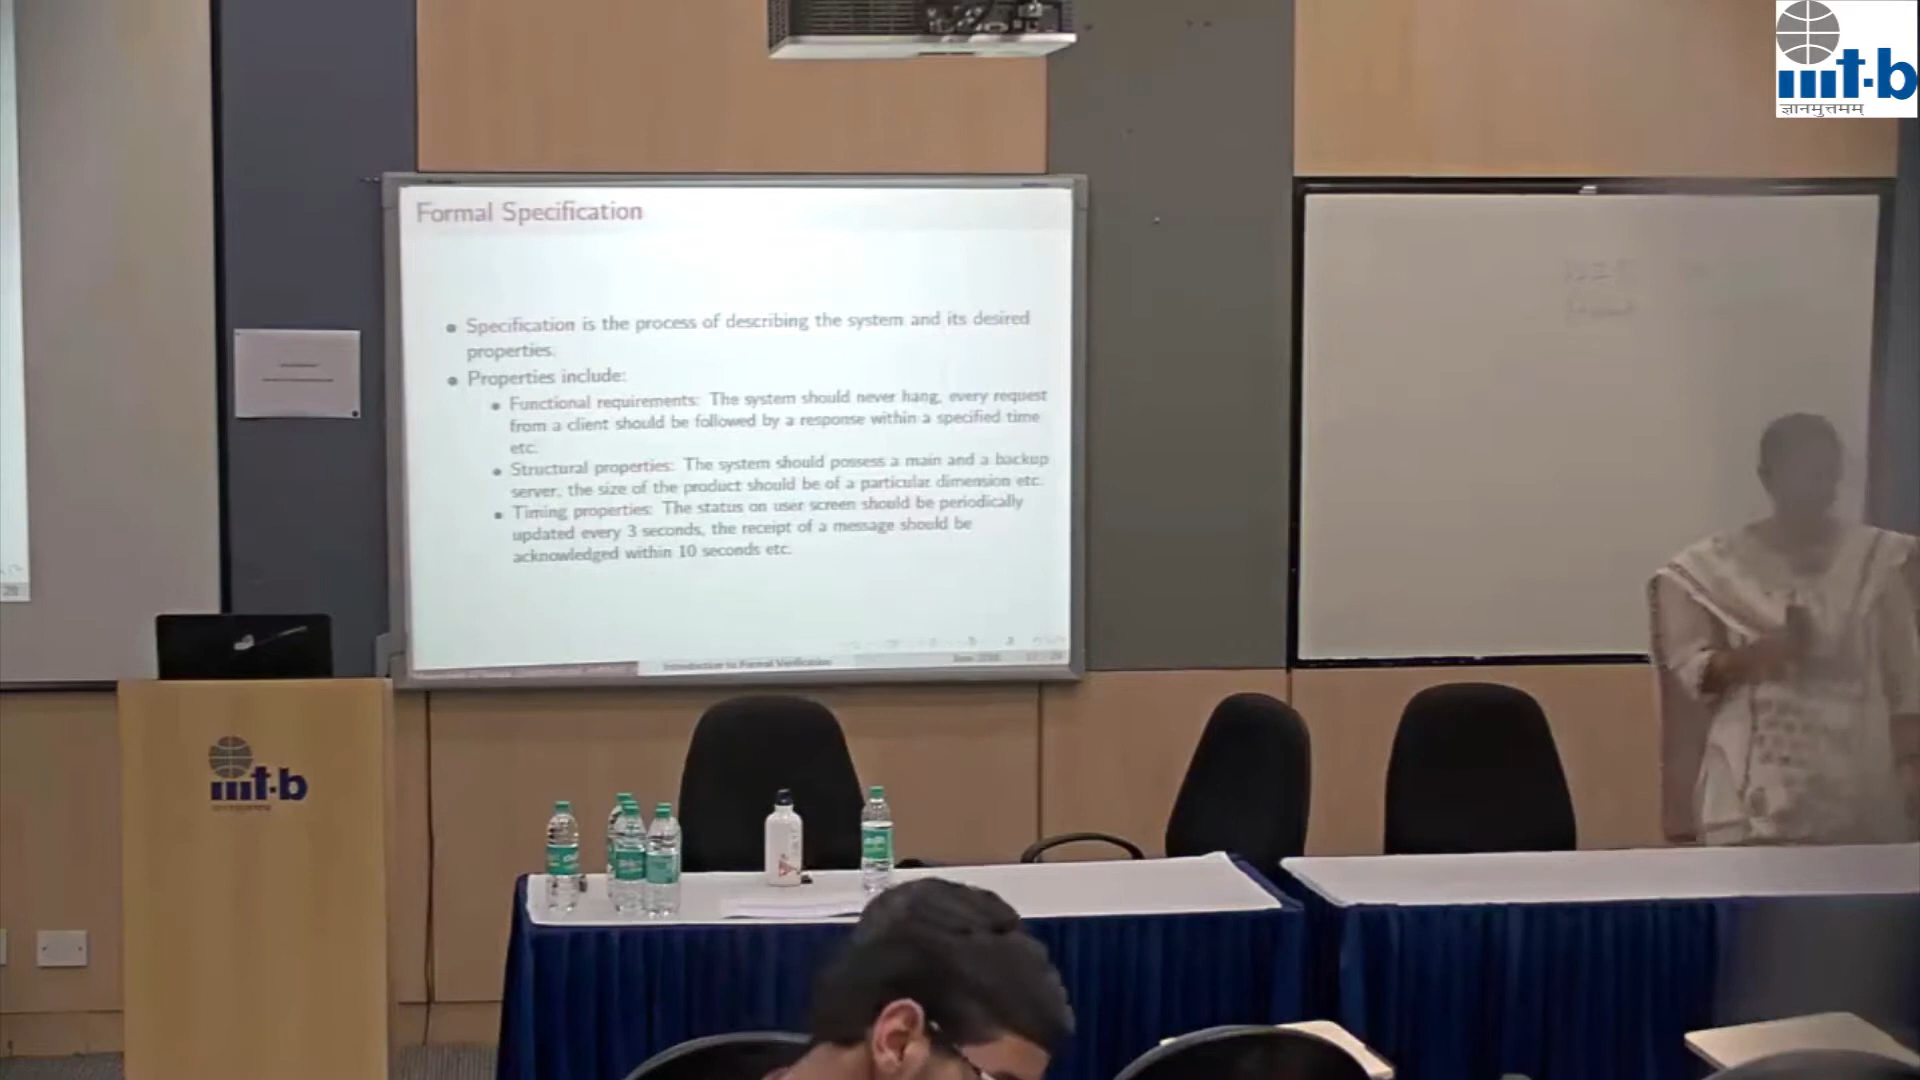 iiit-b
ज्ञानमुत्तमम्
Formal Specification
Specification is the process of describing the system and its desired
properties.
Properties include:
Functional requirements: The system should never hang, every request
from a client should be followed by a response within a specified time
etc.
Structural properties: The system should possess a main and a backup
server, the size of the product should be of a particular dimension etc.
Timing properties: The status on user screen should be periodically
updated every 3 seconds, the receipt of a message should be
acknowledged within 10 seconds etc.
Introduction to Formal Verification
28
iiit-b